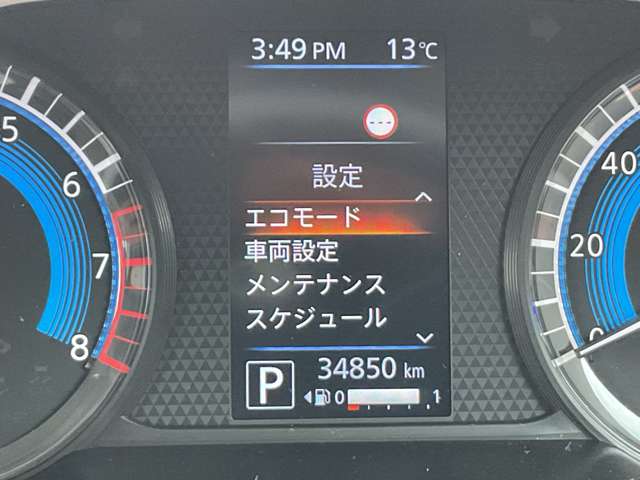 3:49 PM 13℃
---
設定
エコモード
車両設定
メンテナンス
スケジュール
P 34850 km
0 1
5
6
7
8
40
20
0